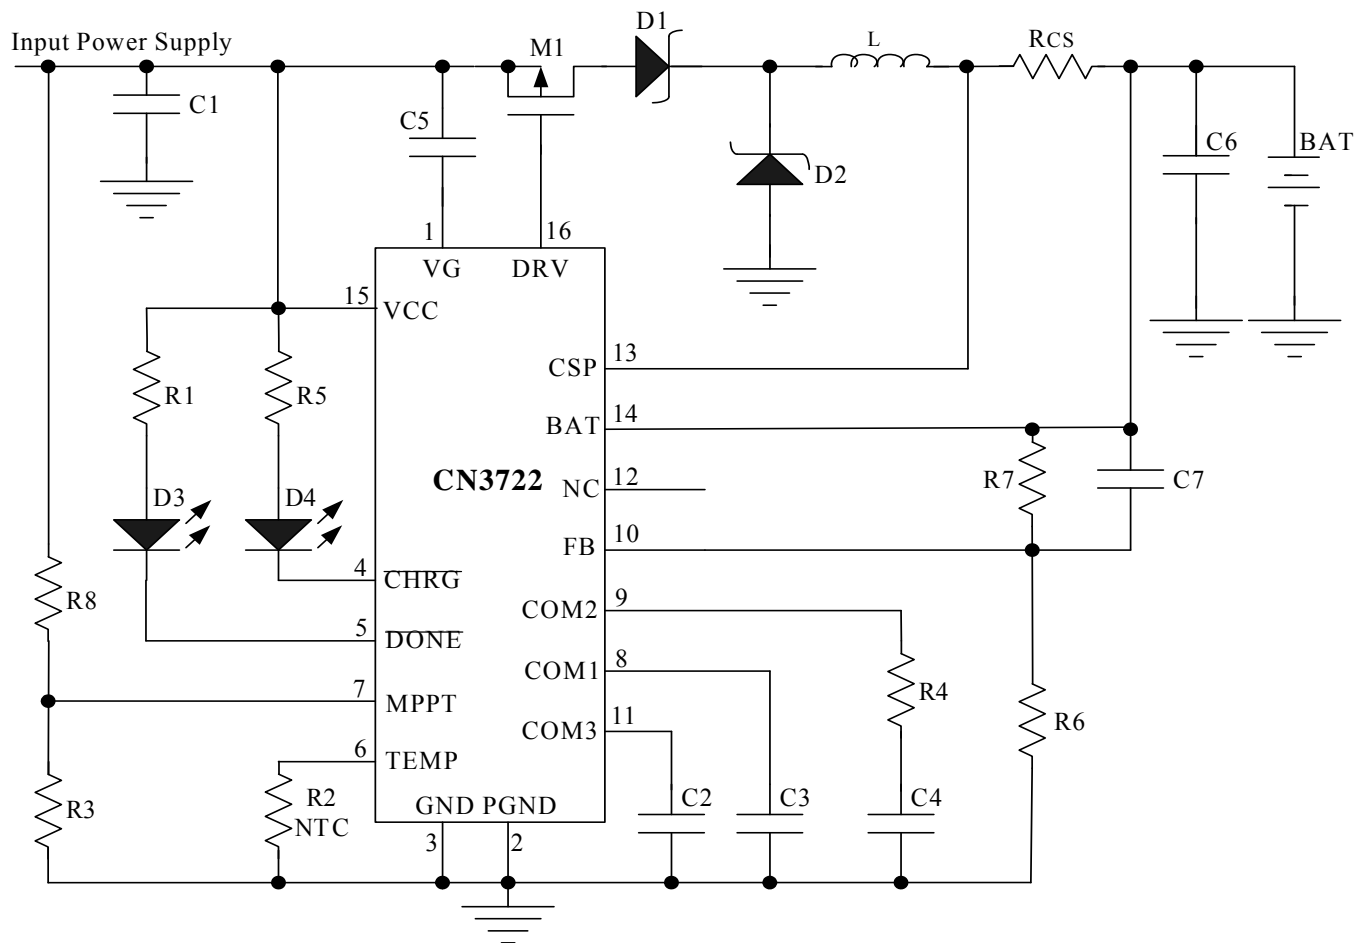 Input Power Supply
M1
D1
L
RCS
C1
C5
D2
C6
BAT
1
16
VG
DRV
15
VCC
13
CSP
R1
R5
14
BAT
CN3722
12
NC
R7
C7
D3
D4
10
FB
4
CHRG
R8
9
COM2
5
DONE
8
COM1
R4
7
MPPT
11
COM3
R6
6
TEMP
R3
R2
NTC
GND
PGND
C2
C3
C4
3
2